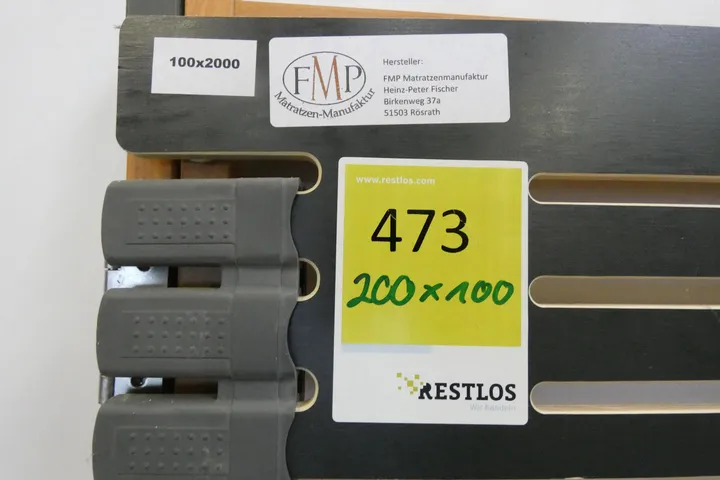 100x2000
FMP
Matratzen-Manufaktur
Hersteller:
FMP Matratzenmanufaktur
Heinz-Peter Fischer
Birkenweg 37a
51503 Rösrath
www.restlos.com
473
200x100
RESTLOS